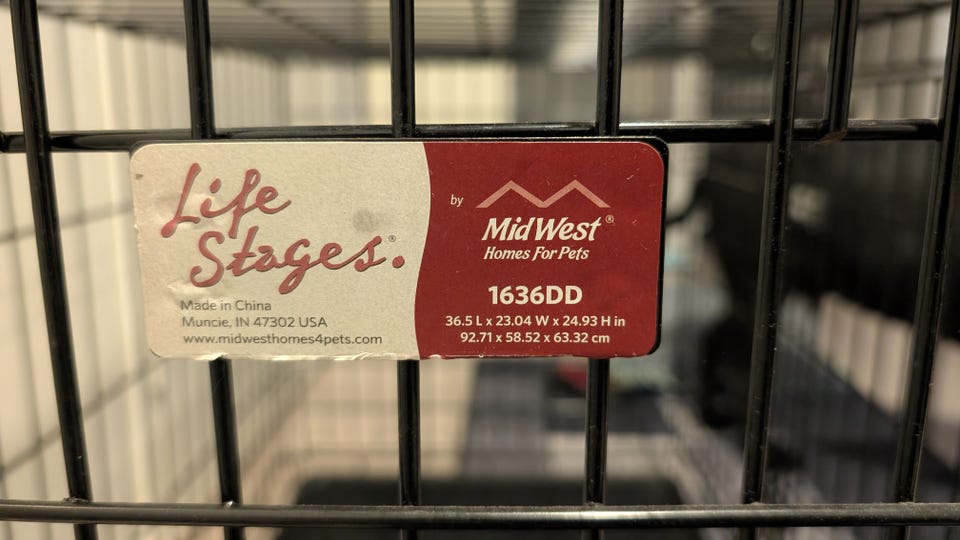 Life
Stages®.
Made in China
Muncie, IN 47302 USA
www.midwesthomes4pets.com
by
MidWest®
Homes For Pets
1636DD
36.5 L x 23.04 W x 24.93 H in
92.71 x 58.52 x 63.32 cm